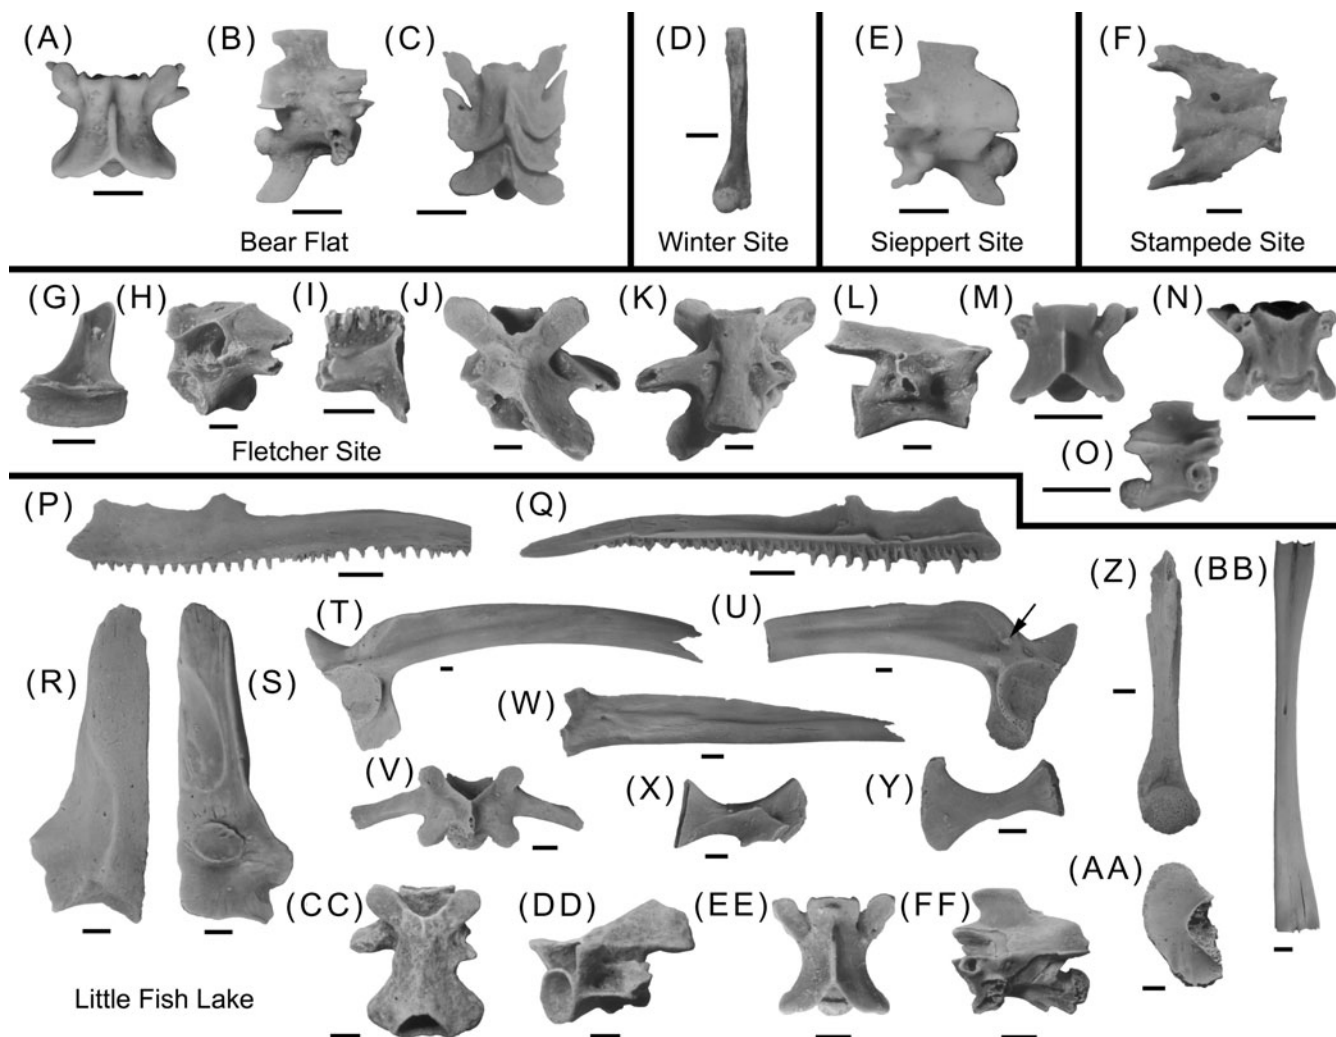 (A) (B) (C)
Bear Flat
(D)
Winter Site
(E)
Sieppert Site
(F)
Stampede Site
(G) (H) (I) (J) (K) (L) (M) (N)
(O)
Fletcher Site
(P) (Q)
(R) (S) (T) (U) (Z) (BB)
(W)
(V) (X) (Y)
(AA)
(CC) (DD) (EE) (FF)
Little Fish Lake